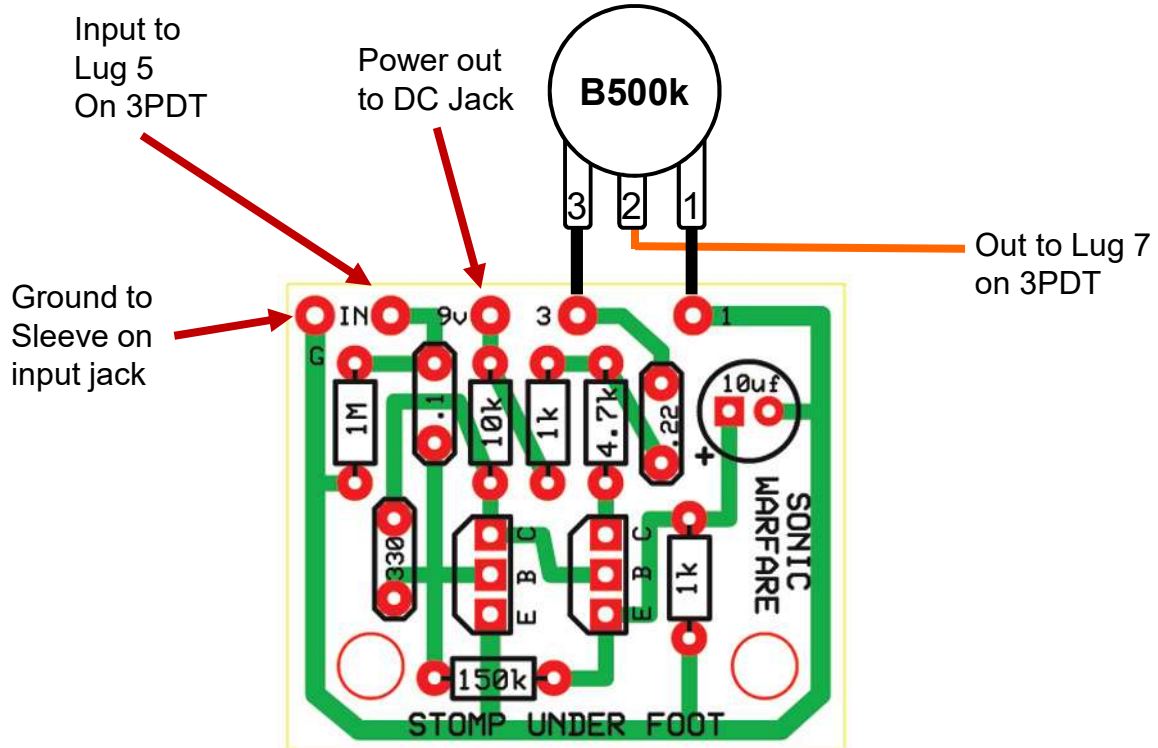 Input to
Lug 5
On 3PDT
Power out
to DC Jack
B500k
3
2
1
Out to Lug 7
on 3PDT
Ground to
Sleeve on
input jack
IN
9v
3
1
G
10uf
1M
.1
10k
1k
4.7k
.22
+
SONIC
WARFARE
330
C
B
E
C
B
E
1k
150k
STOMP UNDER FOOT